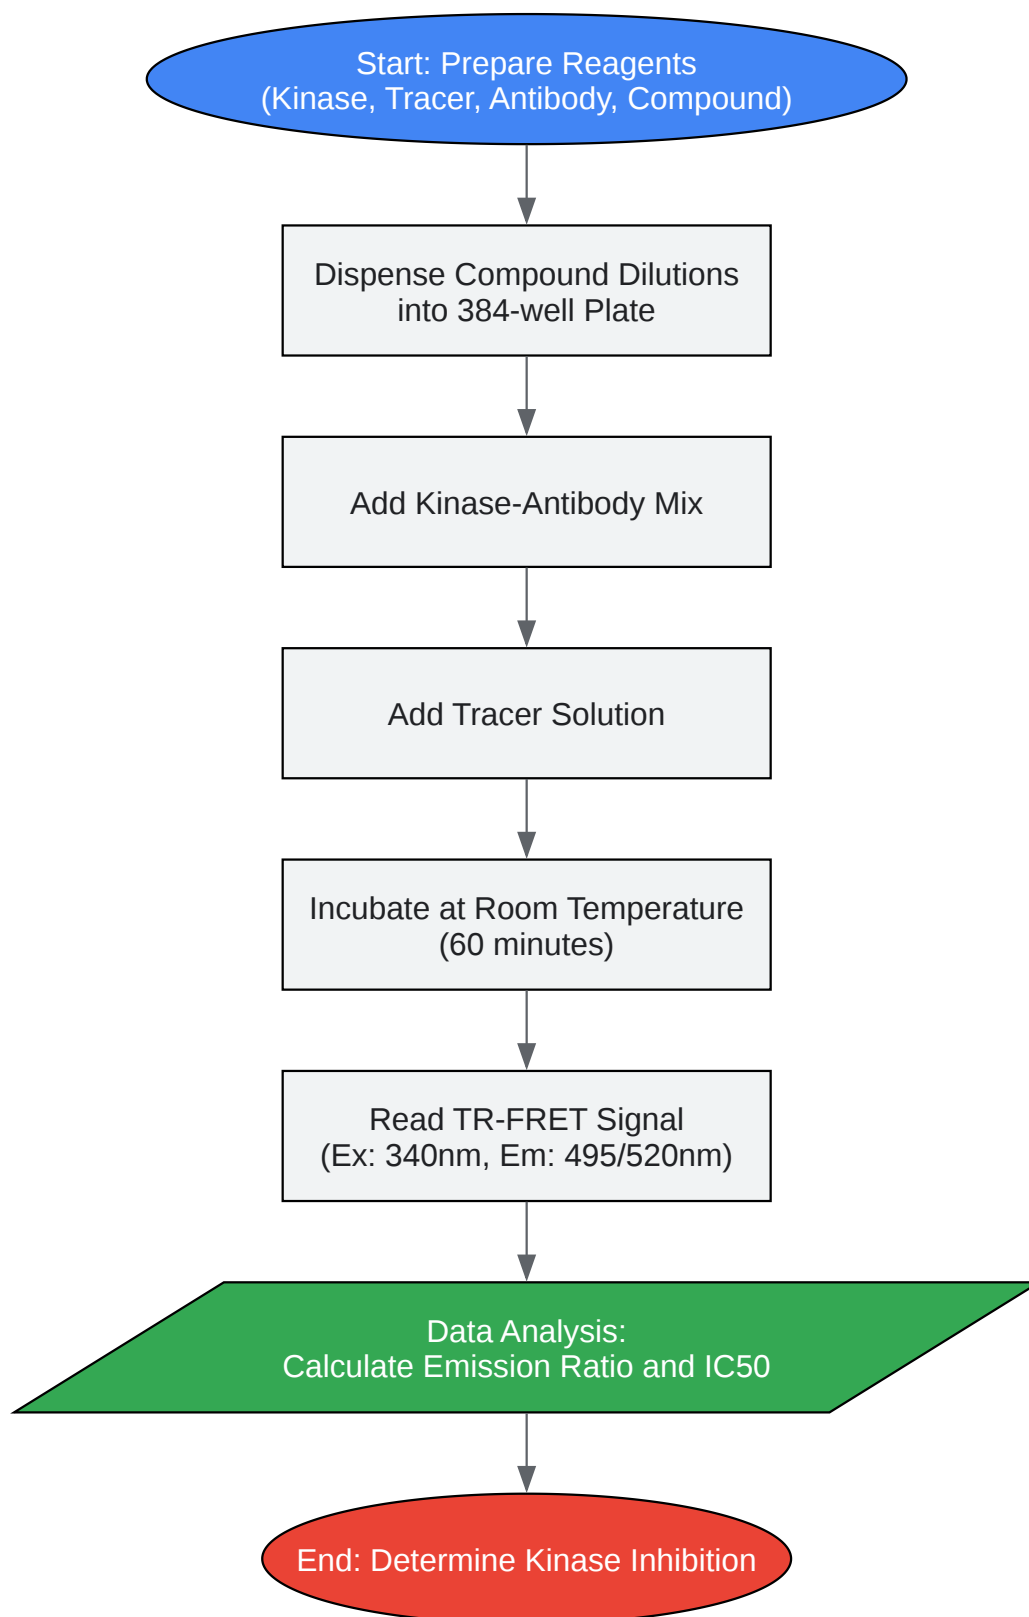 Start: Prepare Reagents
(Kinase, Tracer, Antibody, Compound)
Dispense Compound Dilutions
into 384-well Plate
Add Kinase-Antibody Mix
Add Tracer Solution
Incubate at Room Temperature
(60 minutes)
Read TR-FRET Signal
(Ex: 340nm, Em: 495/520nm)
Data Analysis:
Calculate Emission Ratio and IC50
End: Determine Kinase Inhibition